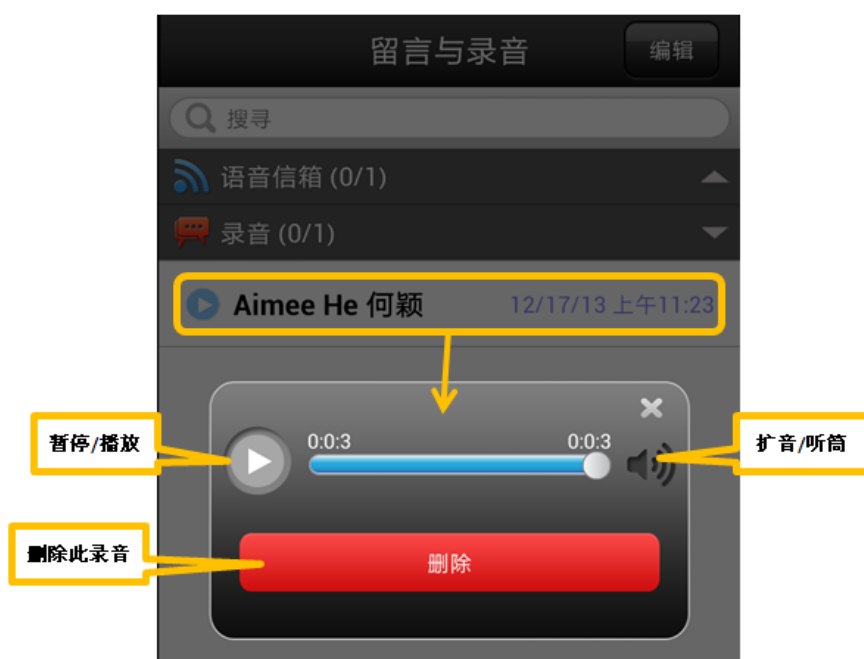 留言与录音
编辑
搜寻
语音信箱 (0/1)
录音 (0/1)
Aimee He 何颖 12/17/13 上午11:23
暂停/播放
0:0:3 0:0:3
扩音/听筒
删除此录音
删除